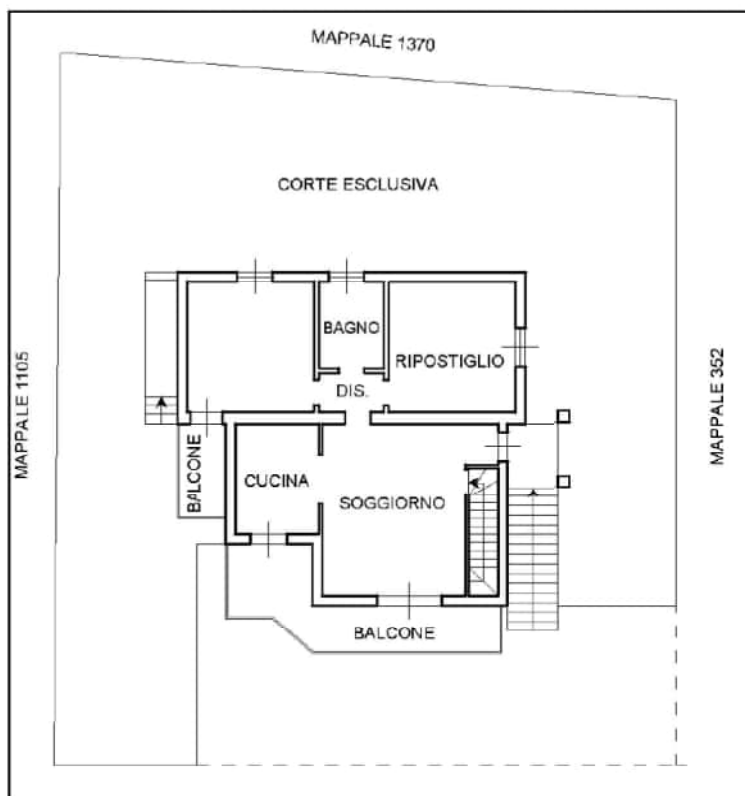 MAPPALE 1370
CORTE ESCLUSIVA
BAGNO
RIPOSTIGLIO
DIS.
MAPPALE 1105
MAPPALE 352
BALCONE
CUCINA
SOGGIORNO
BALCONE